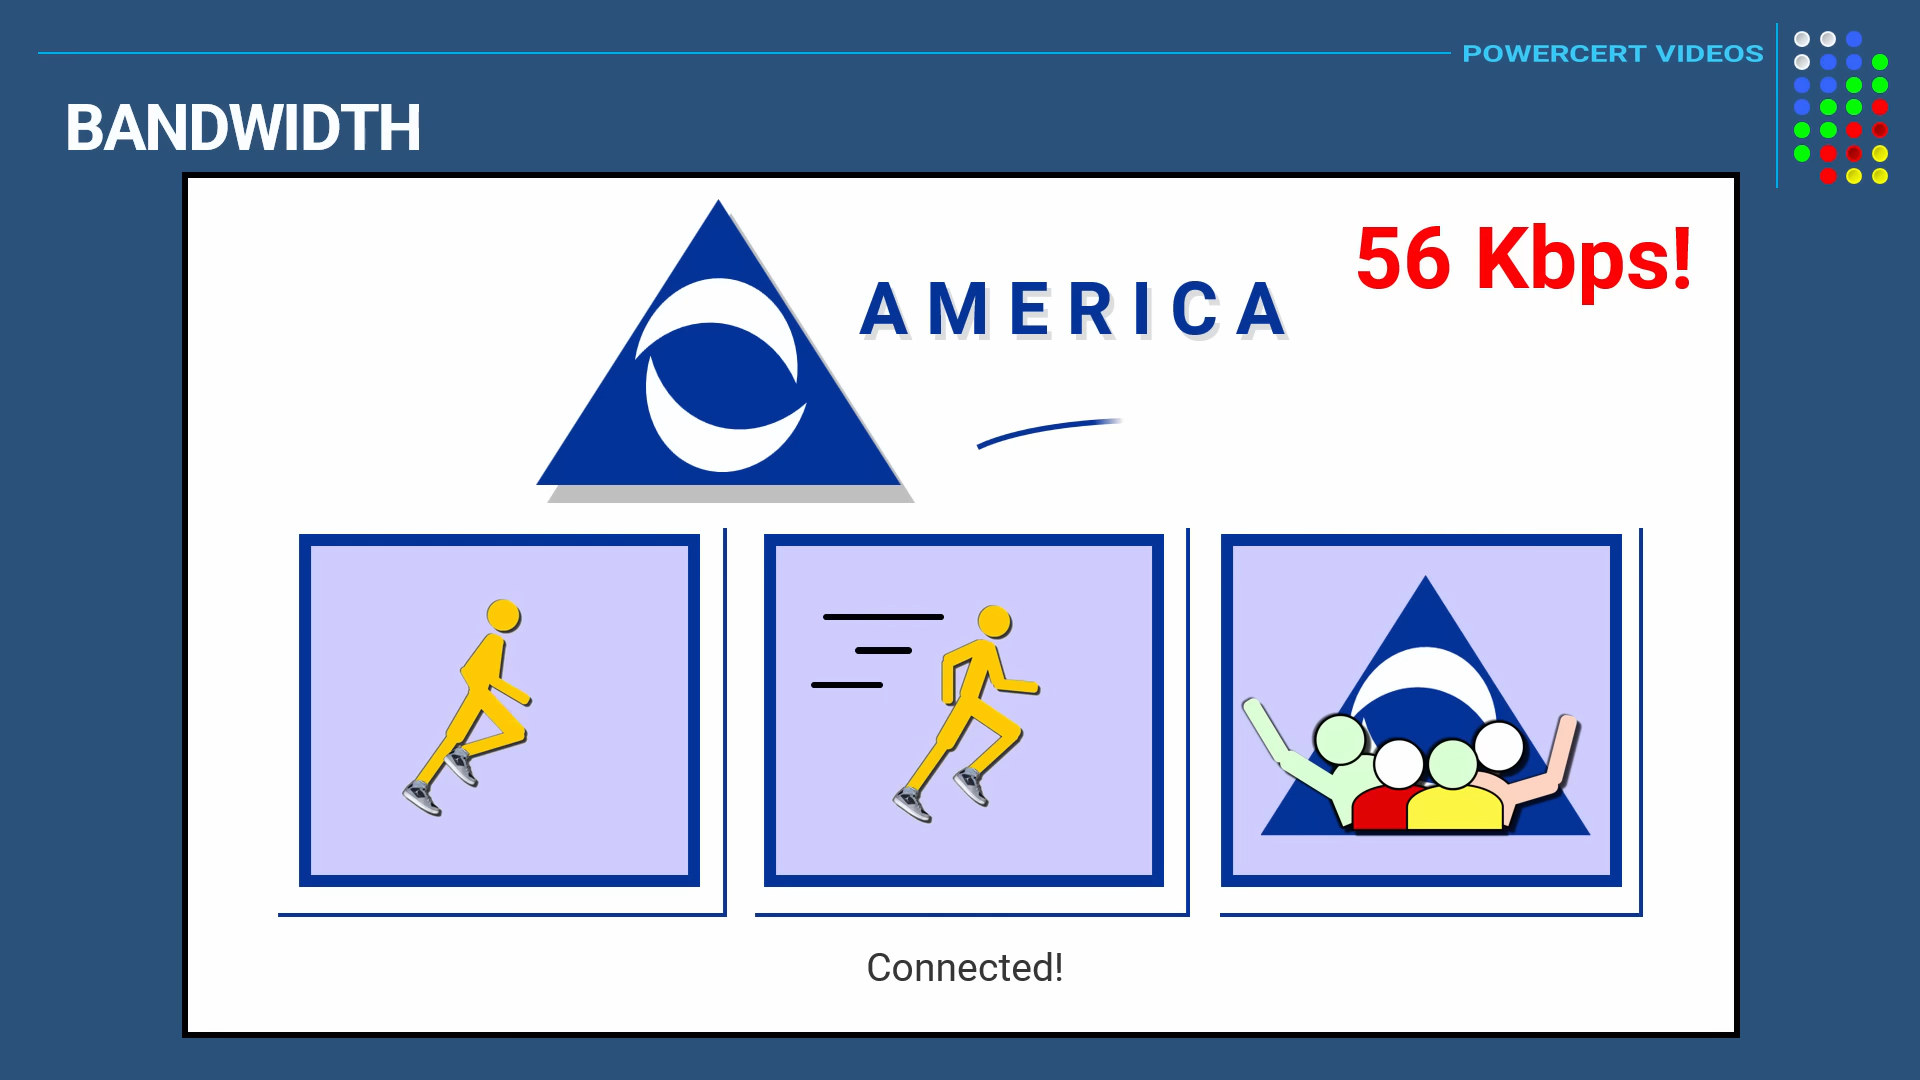 POWERCERT VIDEOS
BANDWIDTH
56 Kbps!
AMERICA
Connected!